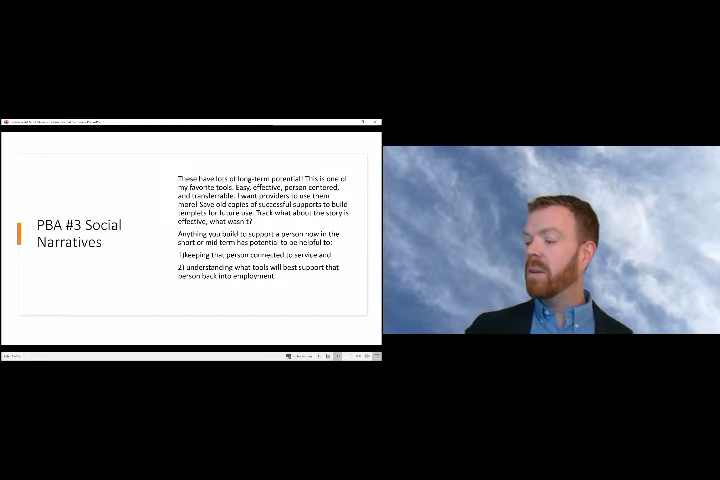 PBA #3 Social
Narratives
These have lots of long-term potential! This is one of
my favorite tools. Easy, effective, person centered,
and transferrable. I want providers to use them
more! Save old copies of successful supports to build
templets for future use. Track what about the story is
effective, what wasn't?
Anything you build to support a person now in the
short or mid term has potential to be helpful to:
1)keeping that person connected to service and
2) understanding what tools will best support that
person back into employment.